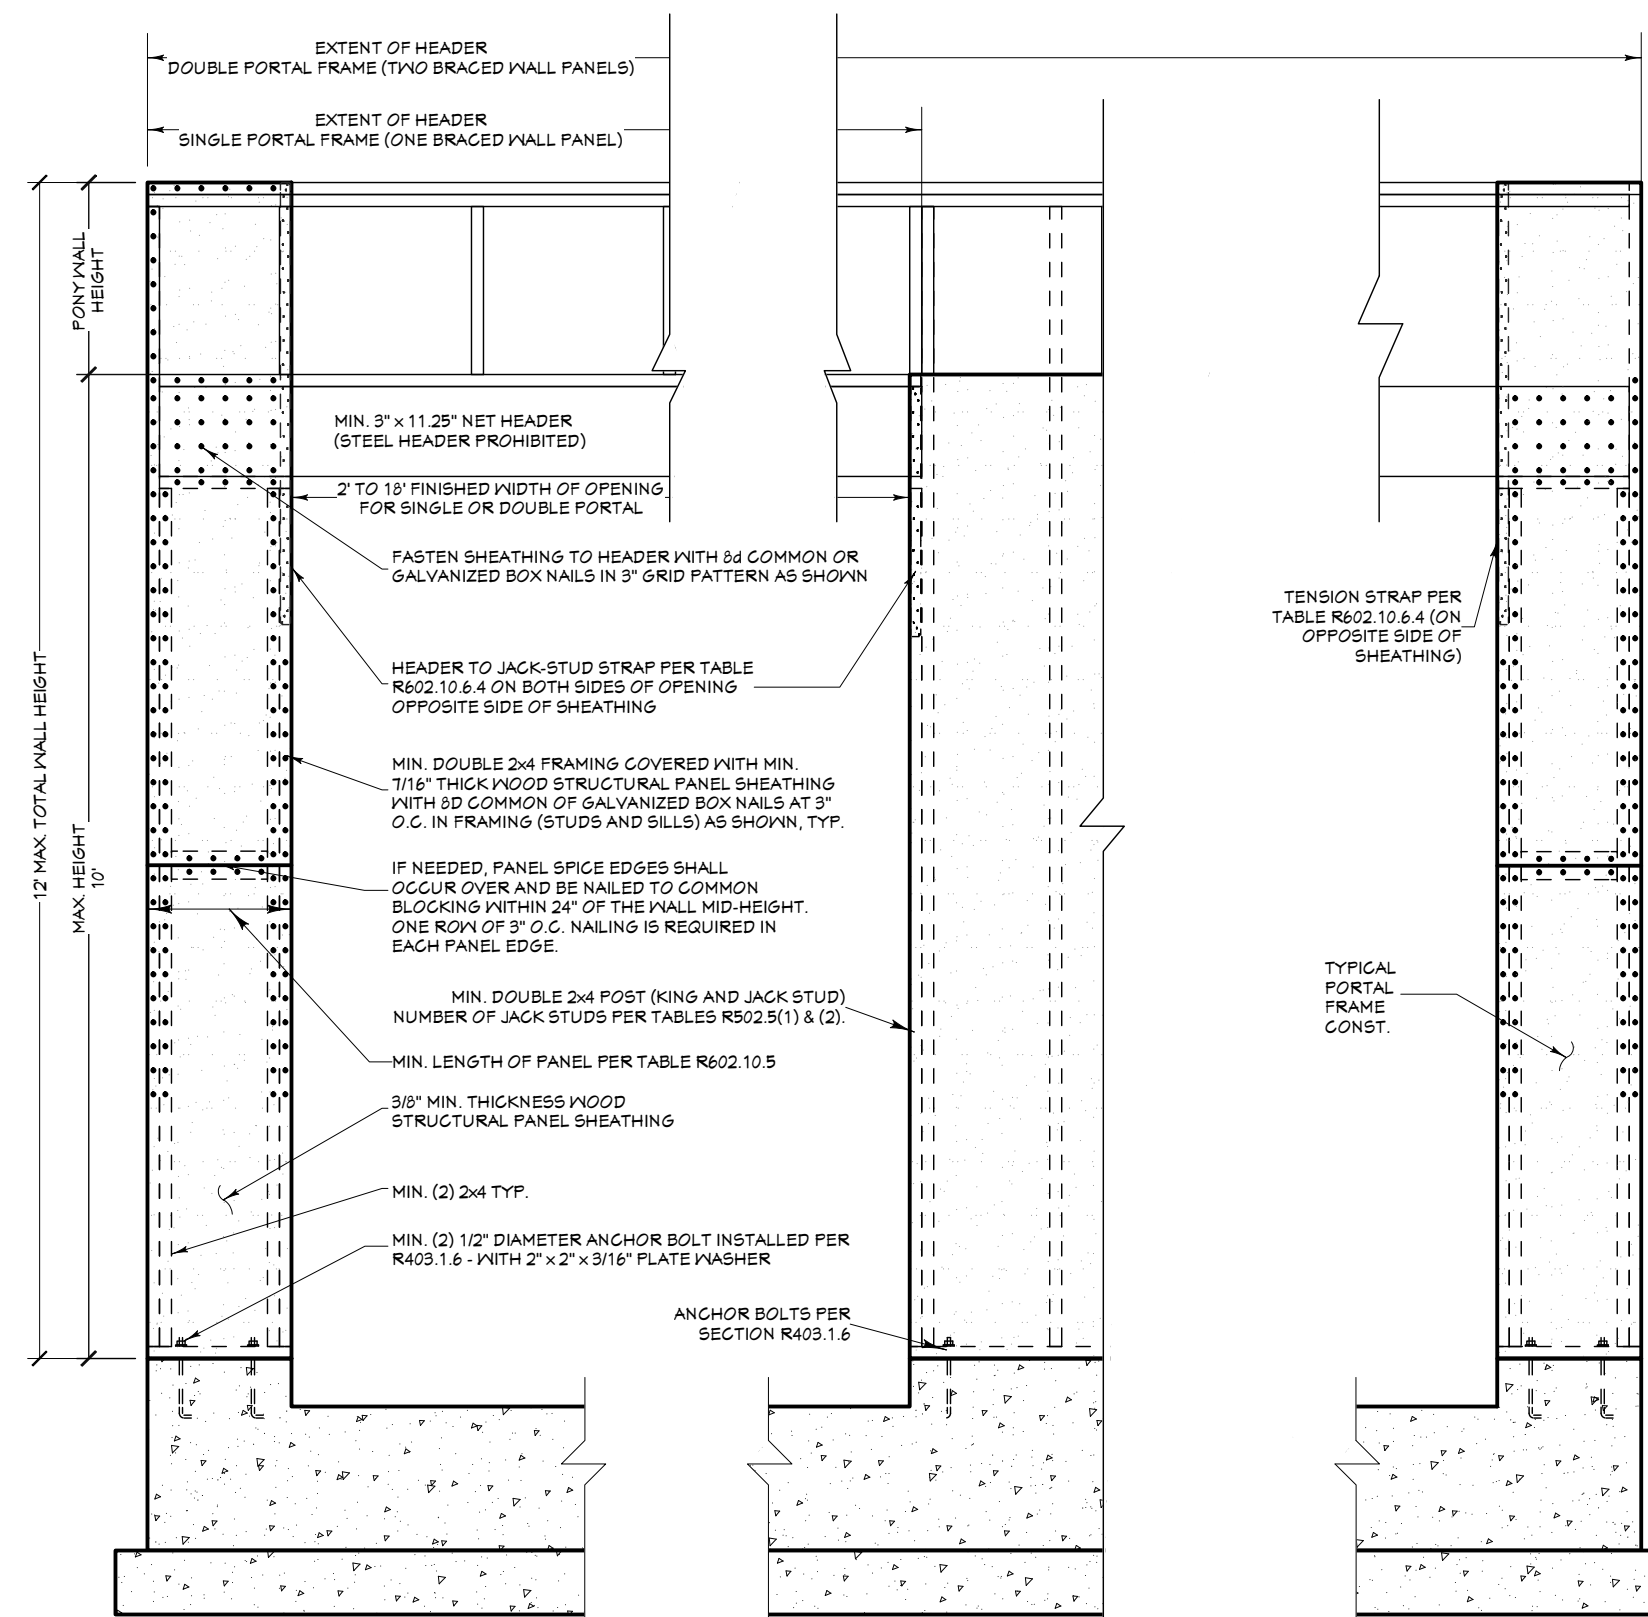 EXTENT OF HEADER
DOUBLE PORTAL FRAME (TWO BRACED WALL PANELS)
EXTENT OF HEADER
SINGLE PORTAL FRAME (ONE BRACED WALL PANEL)
PONY WALL
HEIGHT
12' MAX. TOTAL WALL HEIGHT
MAX. HEIGHT
10'
MIN. 3" x 11.25" NET HEADER
(STEEL HEADER PROHIBITED)
2' TO 18' FINISHED WIDTH OF OPENING
FOR SINGLE OR DOUBLE PORTAL
FASTEN SHEATHING TO HEADER WITH 8d COMMON OR
GALVANIZED BOX NAILS IN 3" GRID PATTERN AS SHOWN
HEADER TO JACK-STUD STRAP PER TABLE
R602.10.6.4 ON BOTH SIDES OF OPENING
OPPOSITE SIDE OF SHEATHING
MIN. DOUBLE 2x4 FRAMING COVERED WITH MIN.
7/16" THICK WOOD STRUCTURAL PANEL SHEATHING
WITH 8D COMMON OF GALVANIZED BOX NAILS AT 3"
O.C. IN FRAMING (STUDS AND SILLS) AS SHOWN, TYP.
IF NEEDED, PANEL SPICE EDGES SHALL
OCCUR OVER AND BE NAILED TO COMMON
BLOCKING WITHIN 24" OF THE WALL MID-HEIGHT.
ONE ROW OF 3" O.C. NAILING IS REQUIRED IN
EACH PANEL EDGE.
MIN. DOUBLE 2x4 POST (KING AND JACK STUD)
NUMBER OF JACK STUDS PER TABLES R502.5(1) & (2).
MIN. LENGTH OF PANEL PER TABLE R602.10.5
3/8" MIN. THICKNESS WOOD
STRUCTURAL PANEL SHEATHING
MIN. (2) 2x4 TYP.
MIN. (2) 1/2" DIAMETER ANCHOR BOLT INSTALLED PER
R403.1.6 - WITH 2" x 2" x 3/16" PLATE WASHER
ANCHOR BOLTS PER
SECTION R403.1.6
TENSION STRAP PER
TABLE R602.10.6.4 (ON
OPPOSITE SIDE OF
SHEATHING)
TYPICAL
PORTAL
FRAME
CONST.